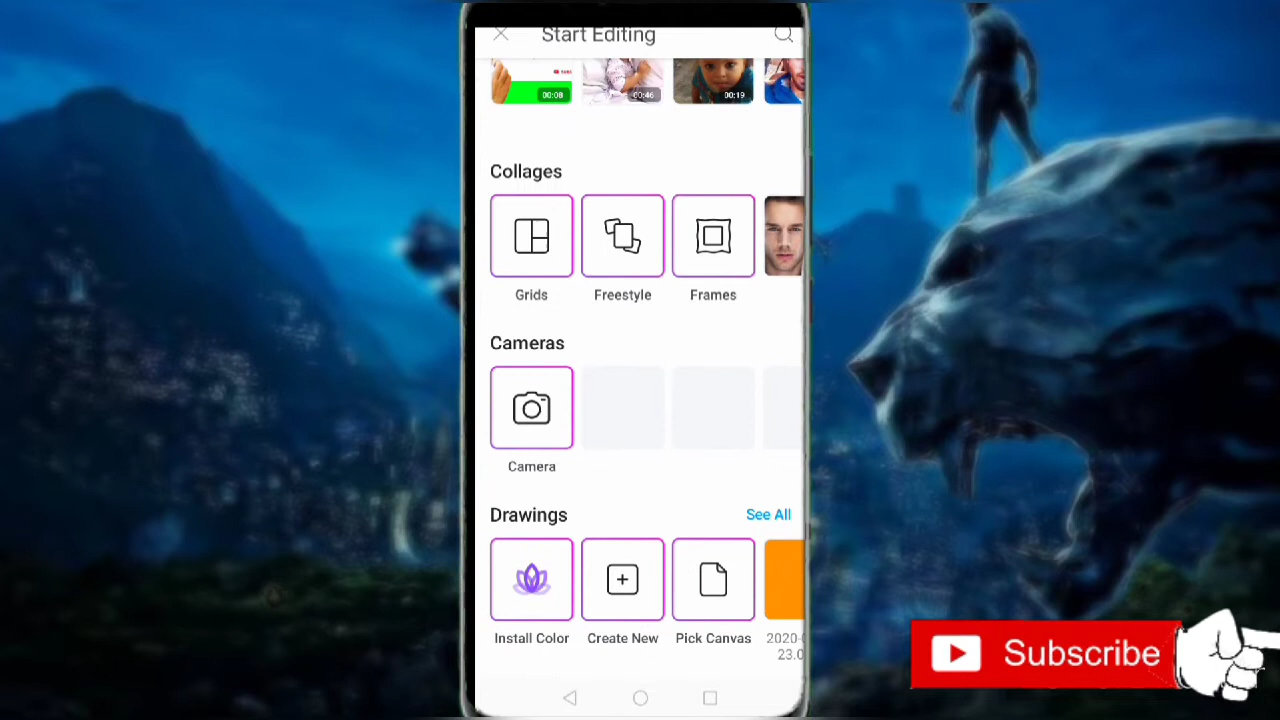 Start Editing
SUBS
00:08
00:46
00:19
Collages
Grids
Freestyle
Frames
Cameras
Camera
Drawings
See All
Install Color
Create New
Pick Canvas
Subscribe